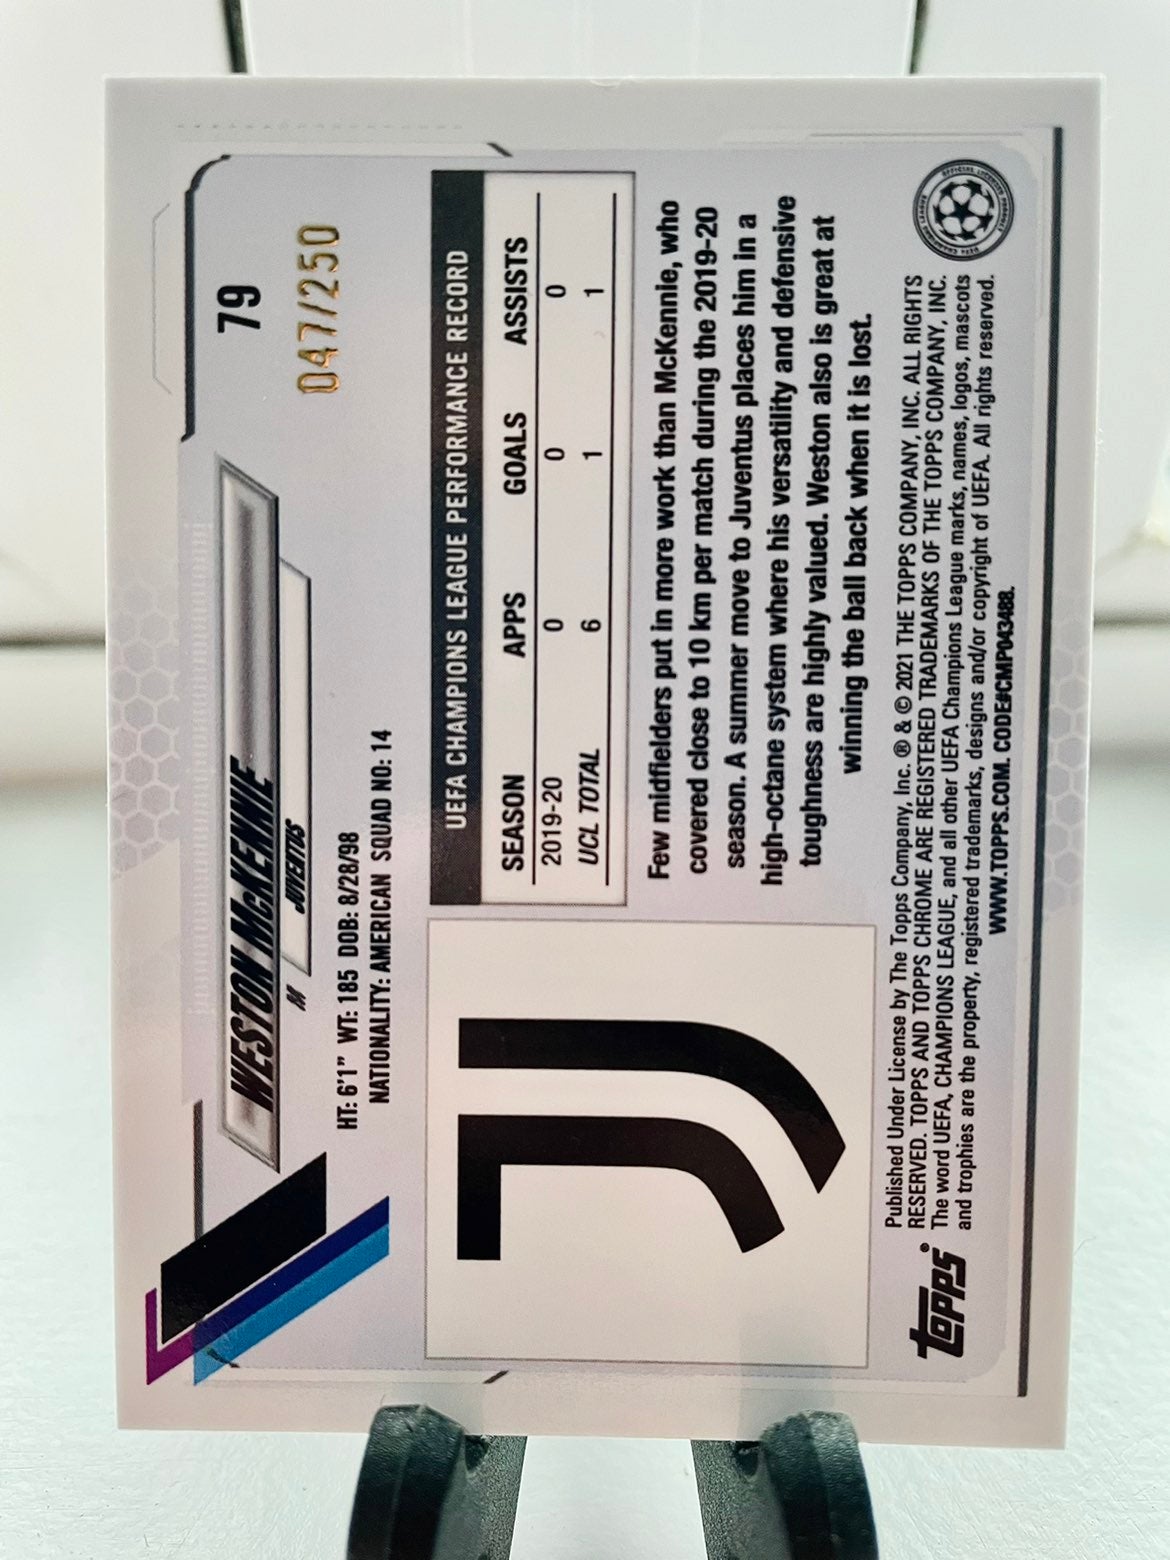 79
047/250
WESTON McKENNIE
M JUVENTUS
HT: 6'1" WT: 185 DOB: 8/28/98
NATIONALITY: AMERICAN SQUAD NO: 14
UEFA CHAMPIONS LEAGUE PERFORMANCE RECORD
SEASON APPS GOALS ASSISTS
2019-20 0 0 0
UCL TOTAL 6 1 1
Few midfielders put in more work than McKennie, who
covered close to 10 km per match during the 2019-20
season. A summer move to Juventus places him in a
high-octane system where his versatility and defensive
toughness are highly valued. Weston also is great at
winning the ball back when it is lost.
Published Under License by The Topps Company, Inc. ® & © 2021 THE TOPPS COMPANY, INC. ALL RIGHTS
RESERVED. TOPPS AND TOPPS CHROME ARE REGISTERED TRADEMARKS OF THE TOPPS COMPANY, INC.
The word UEFA, CHAMPIONS LEAGUE, and all other UEFA Champions League marks, names, logos, mascots
and trophies are the property, registered trademarks, designs and/or copyright of UEFA. All rights reserved.
WWW.TOPPS.COM. CODE#CMP043488.
topps®
OFFICIAL LICENSED PRODUCT
UEFA CHAMPIONS LEAGUE